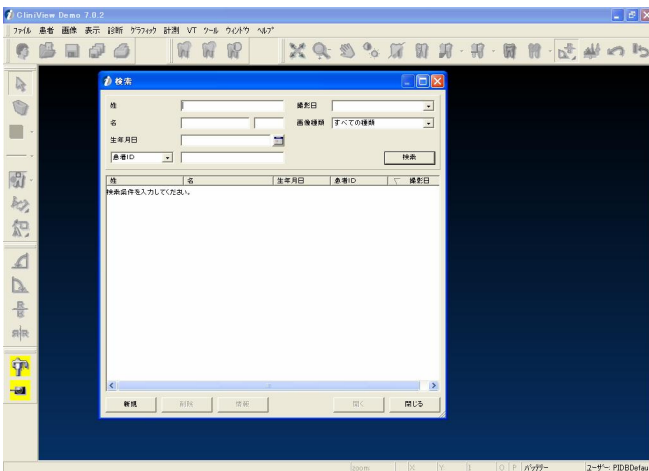 CliniView Demo 7.0.2
ファイル 患者 画像 表示 診断 グラフィック 計測 VT ツール ウィンドウ ヘルプ
検索
姓 撮影日
名 画像種類 すべての種類
生年月日
患者ID 検索
姓 名 生年月日 患者ID 撮影日
検索条件を入力してください。
新規 削除 情報 開く 閉じる
zoom X Y I O P バッテリー ユーザー: PIDBDefau